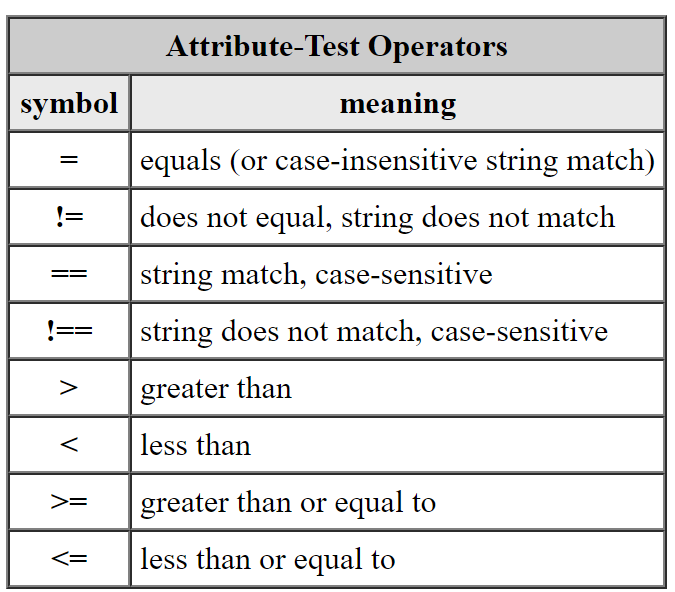 Attribute-Test Operators
symbol meaning
= equals (or case-insensitive string match)
!= does not equal, string does not match
== string match, case-sensitive
!== string does not match, case-sensitive
> greater than
< less than
>= greater than or equal to
<= less than or equal to